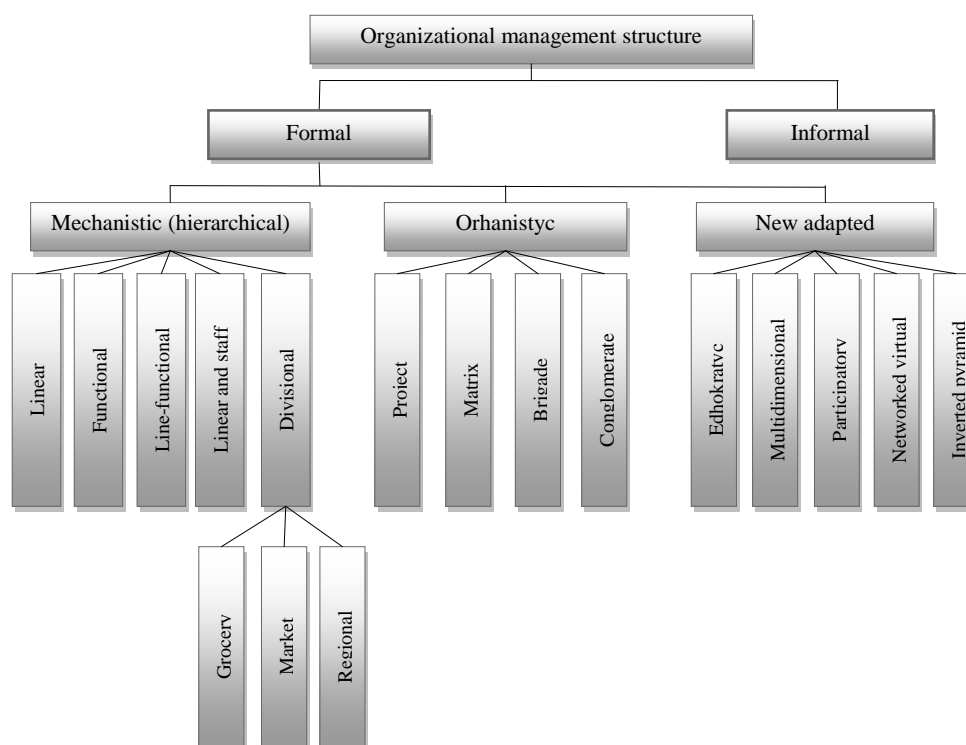 Organizational management structure
Formal
Informal
Mechanistic (hierarchical)
Orhanistyc
New adapted
Linear
Functional
Line-functional
Linear and staff
Divisional
Project
Matrix
Brigade
Conglomerate
Edhokratyc
Multidimensional
Participatory
Networked virtual
Inverted pyramid
Grocery
Market
Regional